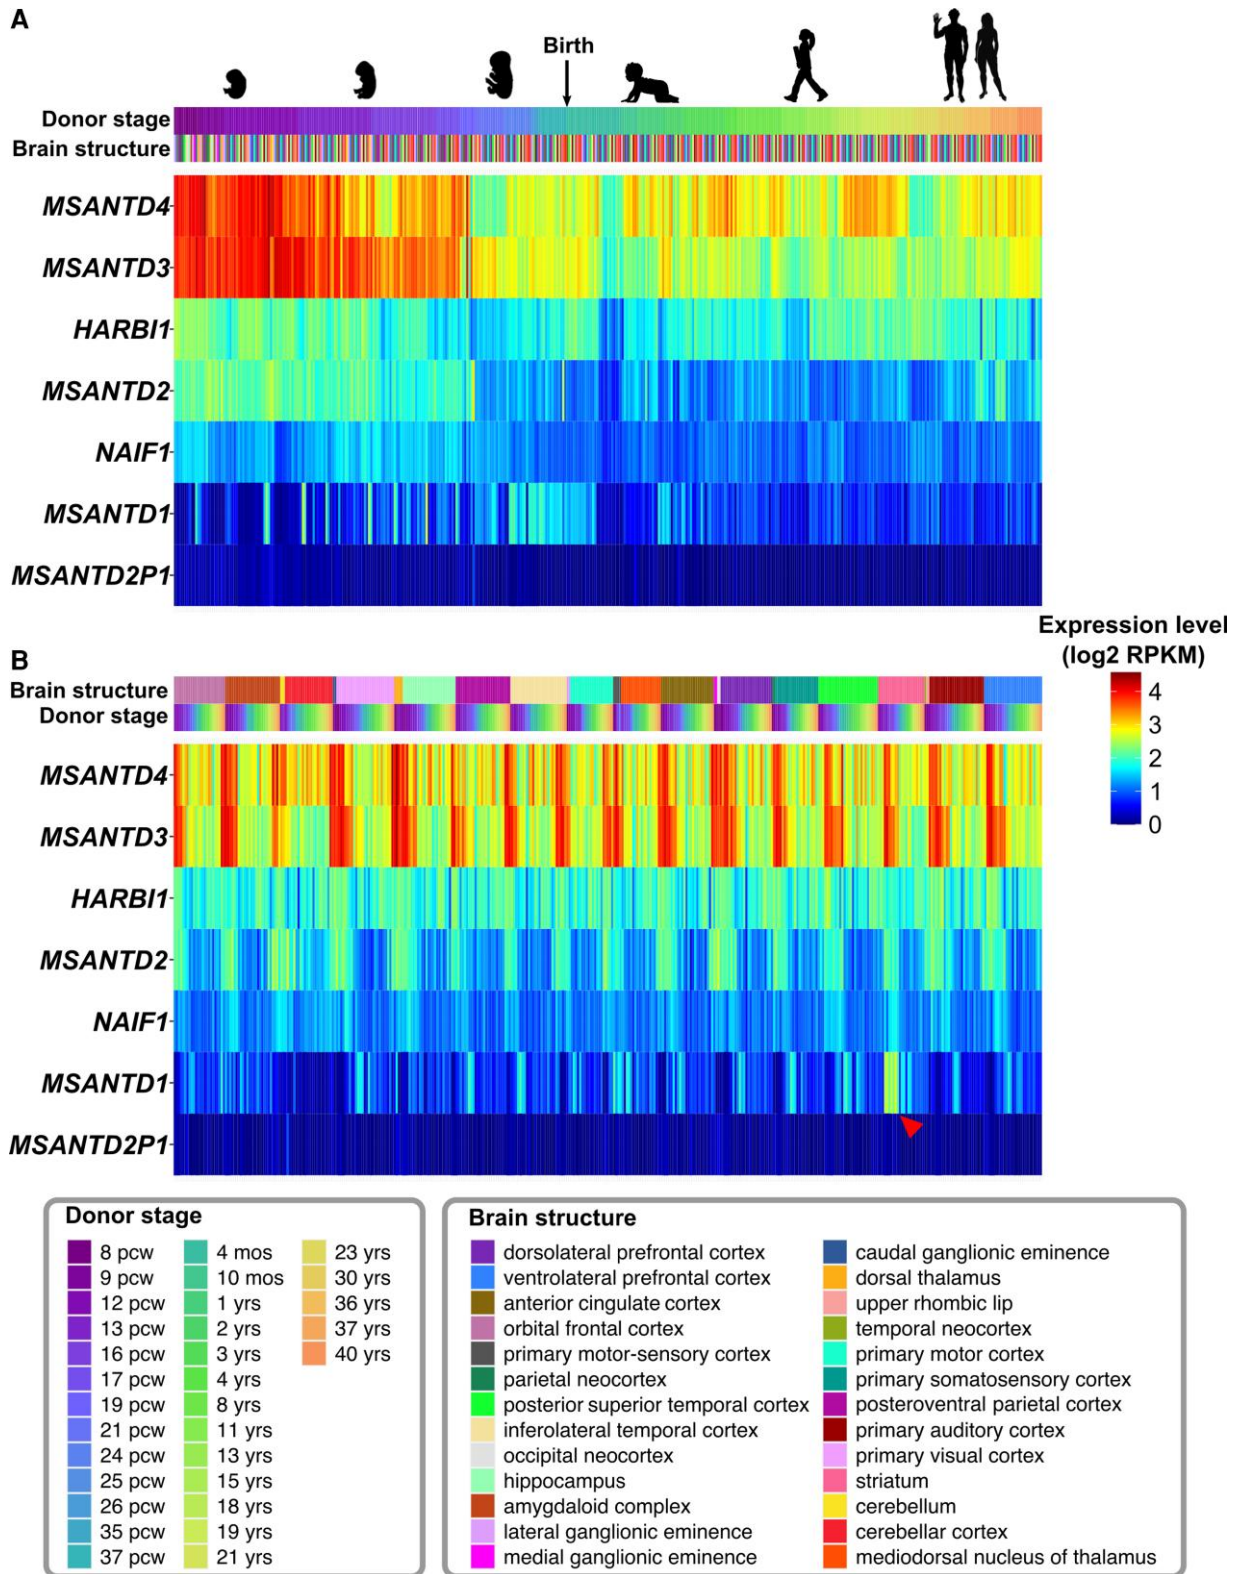 A
Birth
Donor stage
Brain structure
MSANTD4
MSANTD3
HARBI1
MSANTD2
NAIF1
MSANTD1
MSANTD2P1
Expression level
(log2 RPKM)
4
3
2
1
0
B
Brain structure
Donor stage
MSANTD4
MSANTD3
HARBI1
MSANTD2
NAIF1
MSANTD1
MSANTD2P1
Donor stage
8 pcw
9 pcw
12 pcw
13 pcw
16 pcw
17 pcw
19 pcw
21 pcw
24 pcw
25 pcw
26 pcw
35 pcw
37 pcw
4 mos
10 mos
1 yrs
2 yrs
3 yrs
4 yrs
8 yrs
11 yrs
13 yrs
15 yrs
18 yrs
19 yrs
21 yrs
23 yrs
30 yrs
36 yrs
37 yrs
40 yrs
Brain structure
dorsolateral prefrontal cortex
ventrolateral prefrontal cortex
anterior cingulate cortex
orbital frontal cortex
primary motor-sensory cortex
parietal neocortex
posterior superior temporal cortex
inferolateral temporal cortex
occipital neocortex
hippocampus
amygdaloid complex
lateral ganglionic eminence
medial ganglionic eminence
caudal ganglionic eminence
dorsal thalamus
upper rhombic lip
temporal neocortex
primary motor cortex
primary somatosensory cortex
posteroventral parietal cortex
primary auditory cortex
primary visual cortex
striatum
cerebellum
cerebellar cortex
mediodorsal nucleus of thalamus